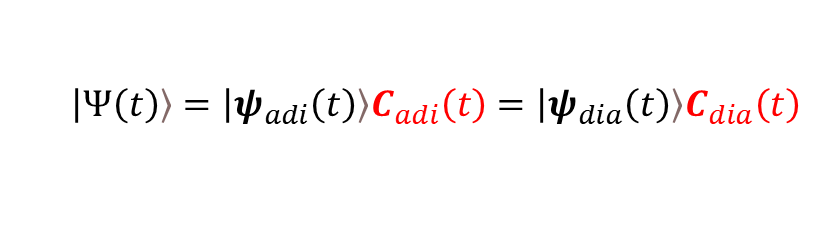 |Ψ(t)⟩ = |𝝍_adi(t)⟩𝑪_adi(t) = |𝝍_dia(t)⟩𝑪_dia(t)